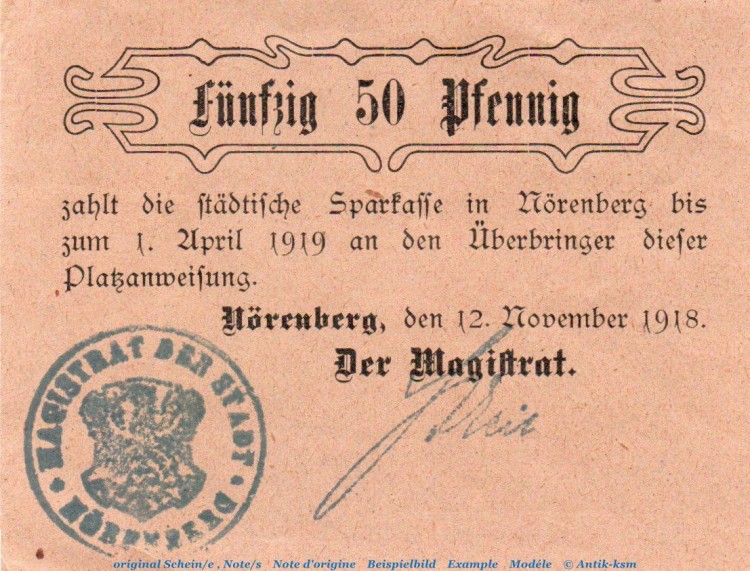 Fünfzig 50 Pfennig
zahlt die städtische Sparkasse in Nörenberg bis
zum 1. April 1919 an den Überbringer dieser
Platzanweisung.
Nörenberg, den 12. November 1918.
Der Magistrat.
MAGISTRAT DER STADT
NÖRENBERG
original Schein/e , Note/s Note d'origine Beispielbild Example Modéle © Antik-ksm